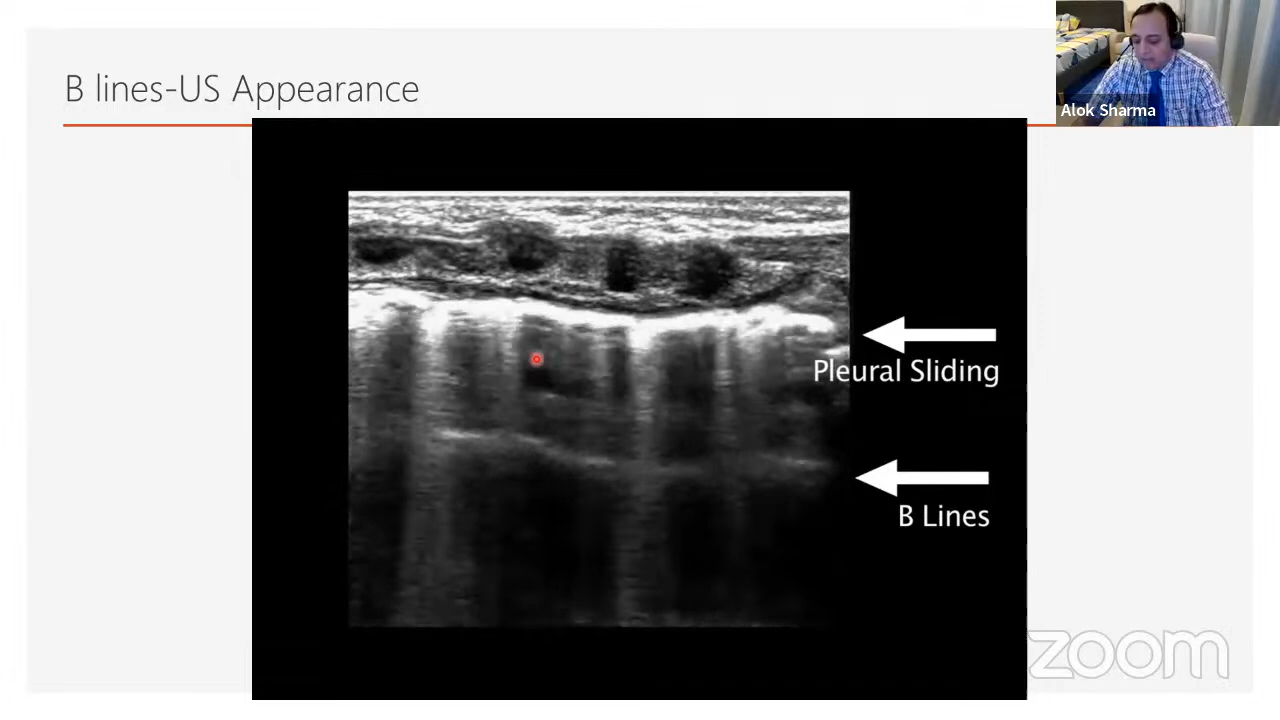 B lines-US Appearance
Alok Sharma
Pleural Sliding
B Lines
zoom